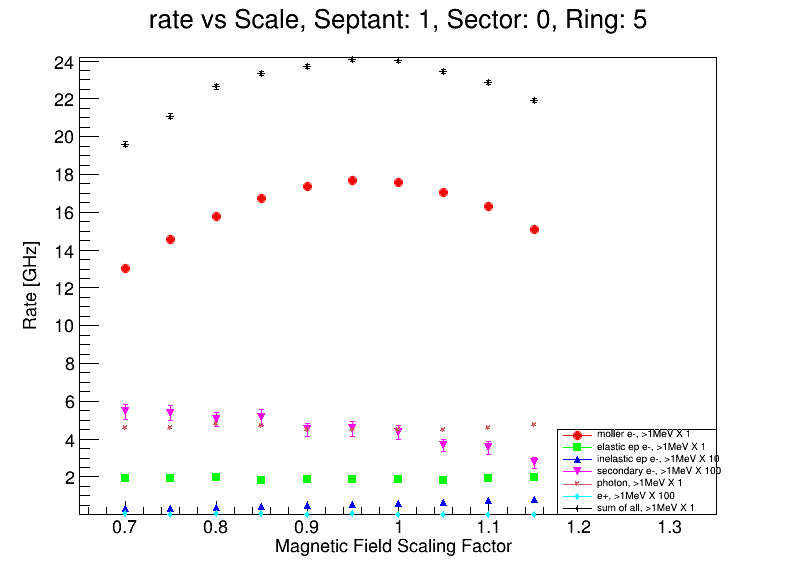 rate vs Scale, Septant: 1, Sector: 0, Ring: 5
24
22
20
18
16
14
12
10
8
6
4
2
Rate [GHz]
moller e-, >1MeV X 1
elastic ep e-, >1MeV X 1
inelastic ep e-, >1MeV X 10
secondary e-, >1MeV X 100
photon, >1MeV X 1
e+, >1MeV X 100
sum of all, >1MeV X 1
0.7 0.8 0.9 1 1.1 1.2 1.3
Magnetic Field Scaling Factor